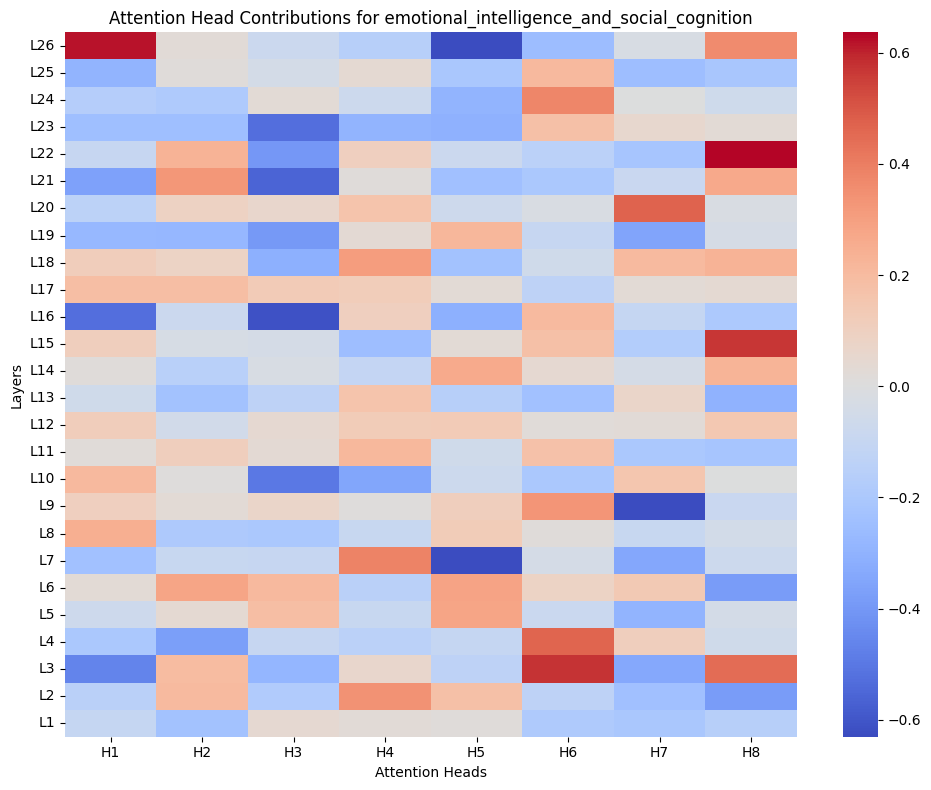 Attention Head Contributions for emotional_intelligence_and_social_cognition
L26
L25
L24
L23
L22
L21
L20
L19
L18
L17
L16
L15
L14
L13
L12
L11
L10
L9
L8
L7
L6
L5
L4
L3
L2
L1
Layers
H1 H2 H3 H4 H5 H6 H7 H8
Attention Heads
0.6
0.4
0.2
0.0
−0.2
−0.4
−0.6